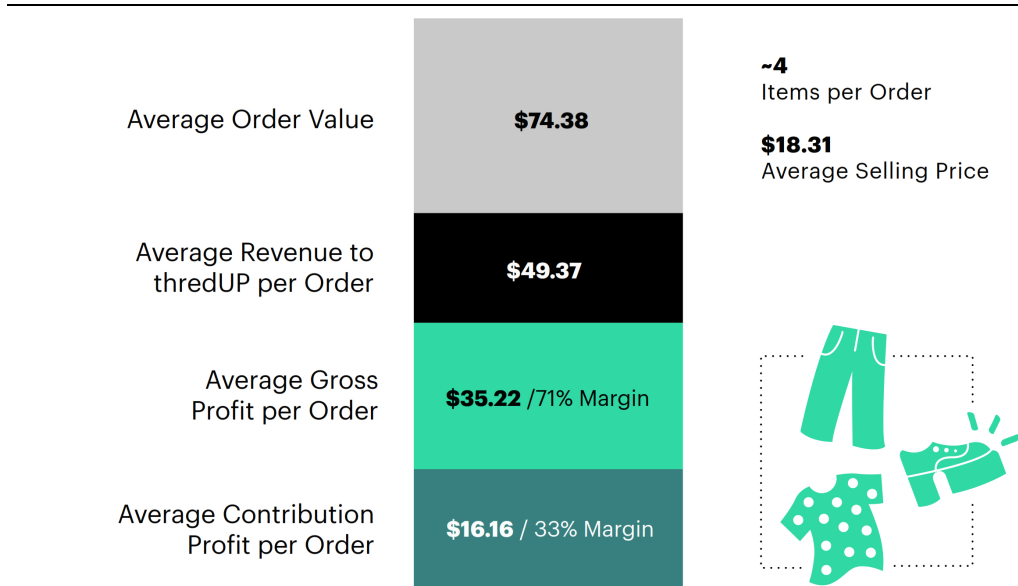 Average Order Value
$74.38
~4
Items per Order
$18.31
Average Selling Price
Average Revenue to
thredUP per Order
$49.37
Average Gross
Profit per Order
$35.22 /71% Margin
Average Contribution
Profit per Order
$16.16 / 33% Margin